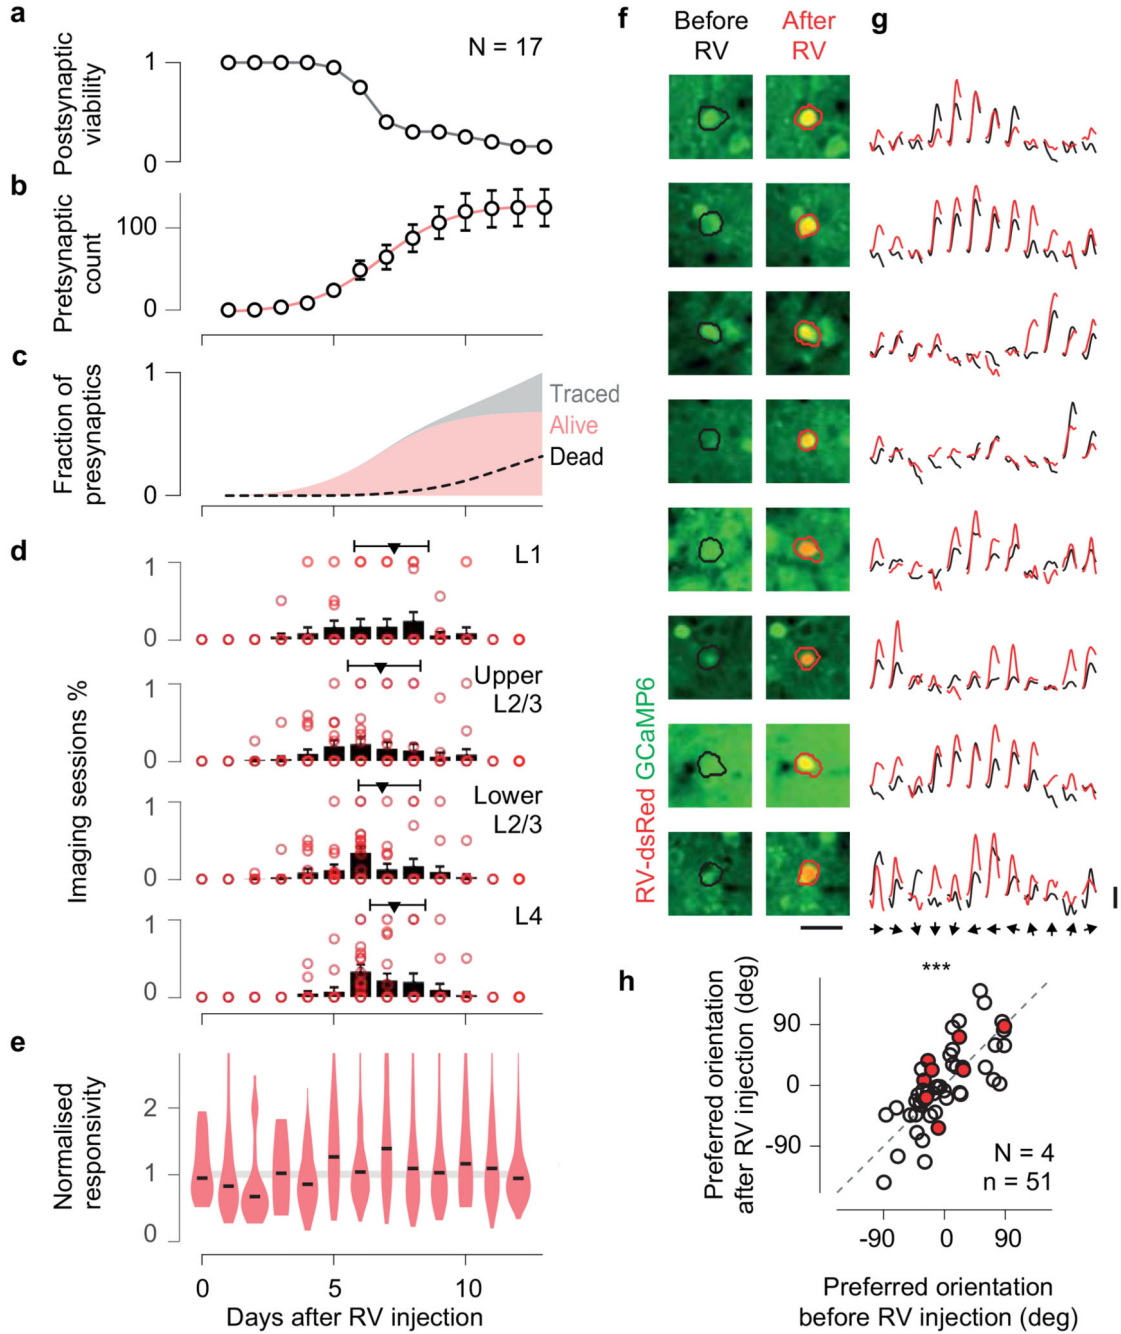 a
Postsynaptic
viability
1
0
N = 17
b
Pretsynaptic
count
100
0
c
Fraction of
presynaptics
1
0
Traced
Alive
Dead
d
Imaging sessions %
1
0
L1
1
0
Upper
L2/3
1
0
Lower
L2/3
1
0
L4
e
Normalised
responsivity
2
1
0
0 5 10
Days after RV injection
f
Before
RV
After
RV
RV-dsRed GCaMP6
g
h
***
Preferred orientation
after RV injection (deg)
90
0
-90
N = 4
n = 51
-90 0 90
Preferred orientation
before RV injection (deg)